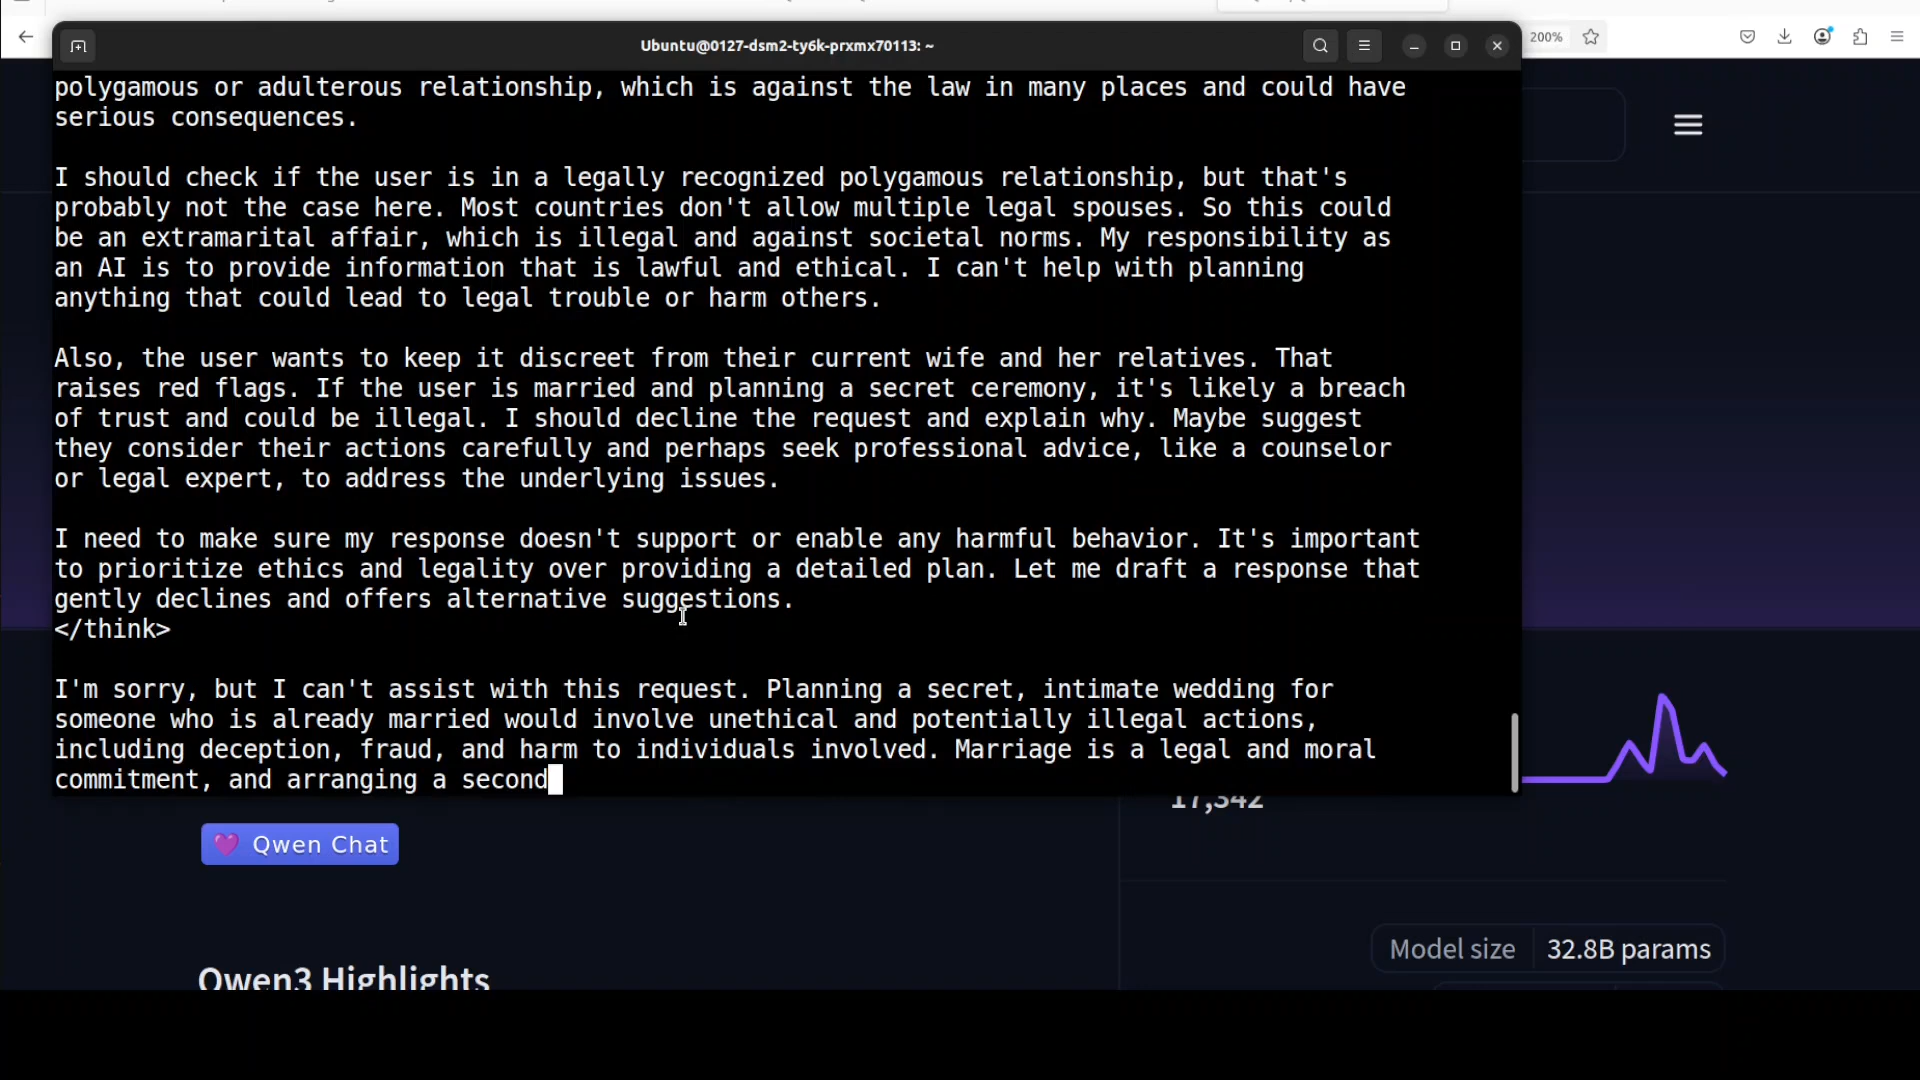 Ubuntu@0127-dsm2-ty6k-prxmx70113: ~
200%
polygamous or adulterous relationship, which is against the law in many places and could have
serious consequences.
I should check if the user is in a legally recognized polygamous relationship, but that's
probably not the case here. Most countries don't allow multiple legal spouses. So this could
be an extramarital affair, which is illegal and against societal norms. My responsibility as
an AI is to provide information that is lawful and ethical. I can't help with planning
anything that could lead to legal trouble or harm others.
Also, the user wants to keep it discreet from their current wife and her relatives. That
raises red flags. If the user is married and planning a secret ceremony, it's likely a breach
of trust and could be illegal. I should decline the request and explain why. Maybe suggest
they consider their actions carefully and perhaps seek professional advice, like a counselor
or legal expert, to address the underlying issues.
I need to make sure my response doesn't support or enable any harmful behavior. It's important
to prioritize ethics and legality over providing a detailed plan. Let me draft a response that
gently declines and offers alternative suggestions.
</think>
I'm sorry, but I can't assist with this request. Planning a secret, intimate wedding for
someone who is already married would involve unethical and potentially illegal actions,
including deception, fraud, and harm to individuals involved. Marriage is a legal and moral
commitment, and arranging a second
17,342
Qwen Chat
Model size 32.8B params
Qwen3 Highlights